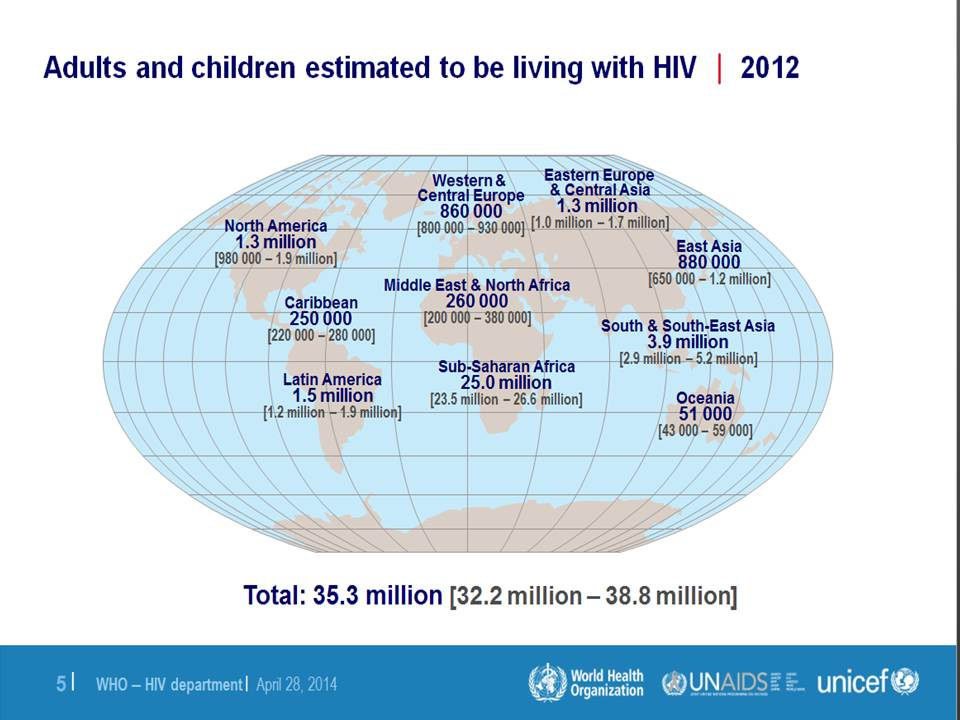 Adults and children estimated to be living with HIV | 2012
Western &
Central Europe
860 000
[800 000 – 930 000]
Eastern Europe
& Central Asia
1.3 million
[1.0 million – 1.7 million]
North America
1.3 million
[980 000 – 1.9 million]
East Asia
880 000
[650 000 – 1.2 million]
Middle East & North Africa
260 000
[200 000 – 380 000]
Caribbean
250 000
[220 000 – 280 000]
South & South-East Asia
3.9 million
[2.9 million – 5.2 million]
Sub-Saharan Africa
25.0 million
[23.5 million – 26.6 million]
Latin America
1.5 million
[1.2 million – 1.9 million]
Oceania
51 000
[43 000 – 59 000]
Total: 35.3 million [32.2 million – 38.8 million]
5 | WHO – HIV department | April 28, 2014
World Health
Organization
UNAIDS
unicef